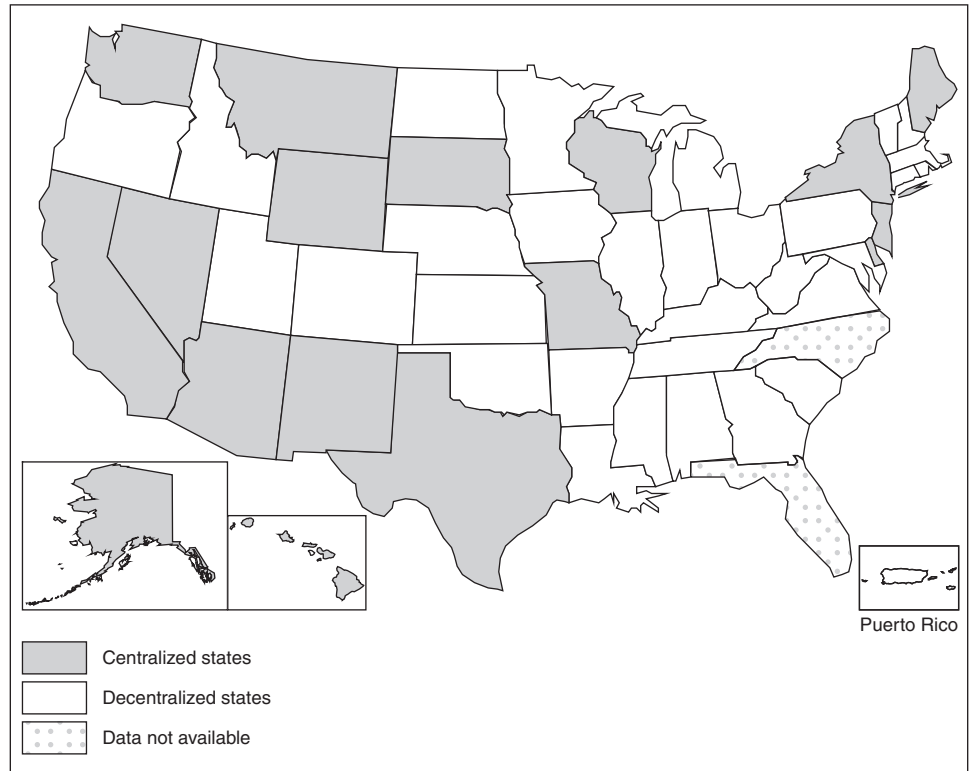 Puerto Rico
Centralized states
Decentralized states
Data not available